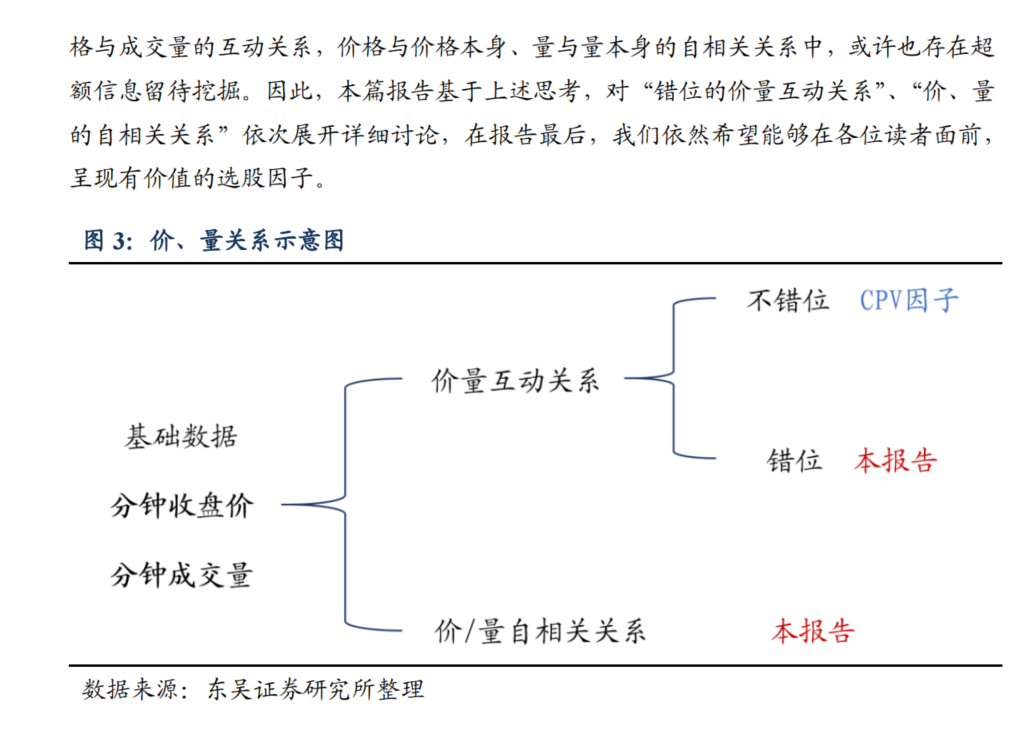 格与成交量的互动关系，价格与价格本身、量与量本身的自相关关系中，或许也存在超
额信息留待挖掘。因此，本篇报告基于上述思考，对“错位的价量互动关系”、“价、量
的自相关关系”依次展开详细讨论，在报告最后，我们依然希望能够在各位读者面前，
呈现有价值的选股因子。
图 3：价、量关系示意图
不错位 CPV因子
价量互动关系
基础数据
错位 本报告
分钟收盘价
分钟成交量
价/量自相关关系 本报告
数据来源：东吴证券研究所整理